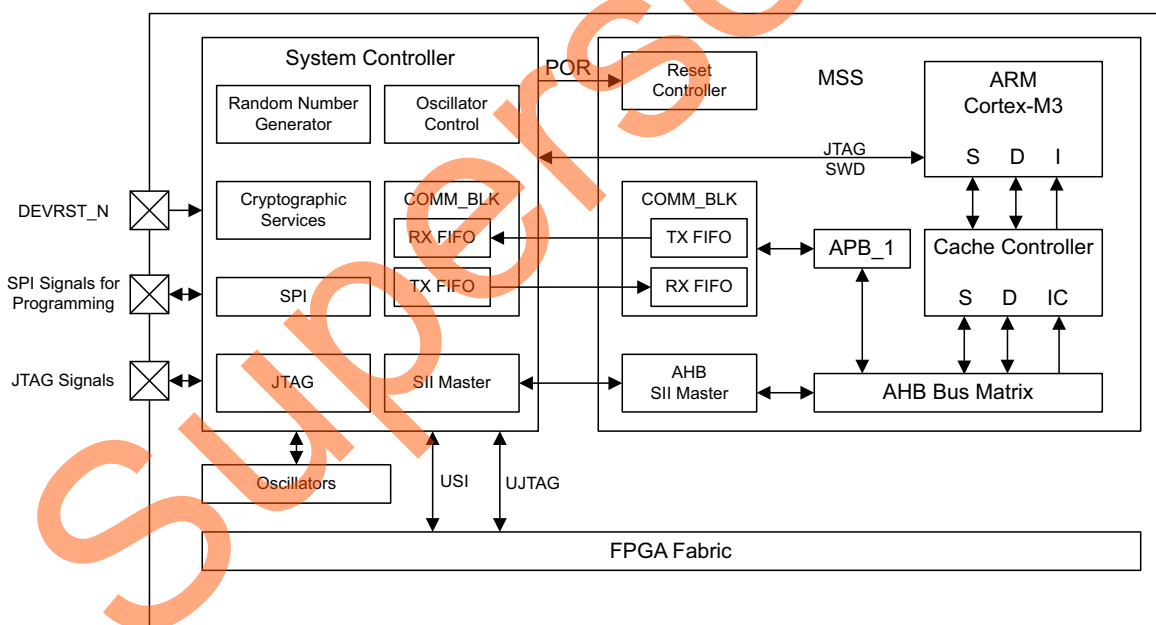 System Controller
Random Number
Generator
Oscillator
Control
Cryptographic
Services
COMM_BLK
RX FIFO
TX FIFO
SPI
JTAG
SII Master
POR
Reset
Controller
MSS
ARM
Cortex-M3
S D I
JTAG
SWD
COMM_BLK
TX FIFO
RX FIFO
APB_1
Cache Controller
S D IC
AHB
SII Master
AHB Bus Matrix
DEVRST_N
SPI Signals for
Programming
JTAG Signals
Oscillators
USI
UJTAG
FPGA Fabric